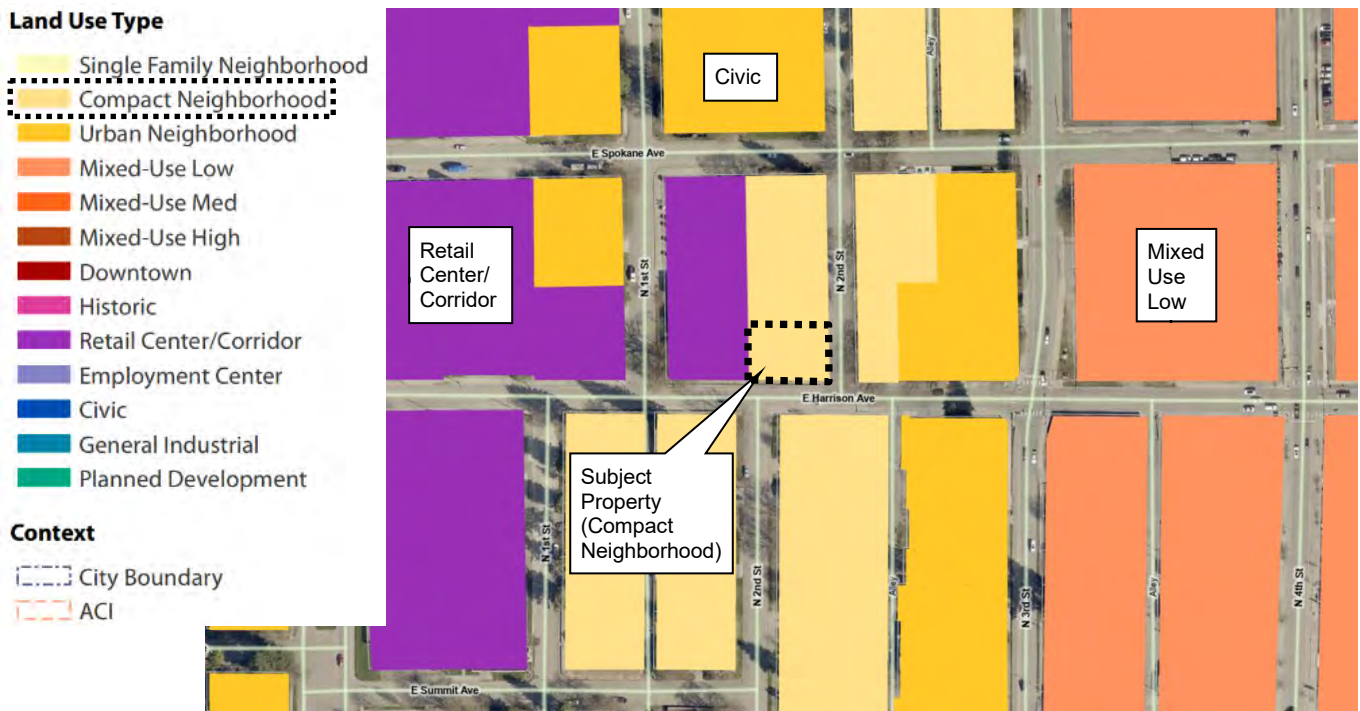 Land Use Type
Single Family Neighborhood
Compact Neighborhood
Urban Neighborhood
Mixed-Use Low
Mixed-Use Med
Mixed-Use High
Downtown
Historic
Retail Center/Corridor
Employment Center
Civic
General Industrial
Planned Development
Context
City Boundary
ACI
Civic
Alley
E Spokane Ave
Retail
Center/
Corridor
N 1st St
N 2nd St
Mixed
Use
Low
E Harrison Ave
Subject
Property
(Compact
Neighborhood)
N 1st St
N 2nd St
Alley
N 3rd St
Alley
N 4th St
E Summit Ave